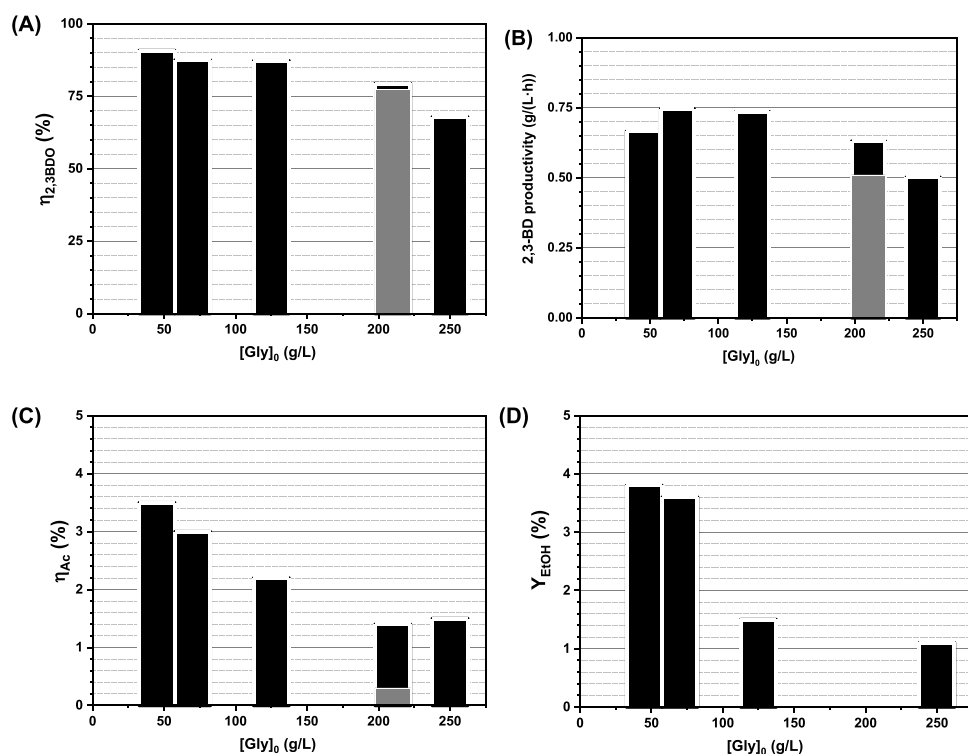 (A)
100
75
50
25
0
η2,3BDO (%)
0 50 100 150 200 250
[Gly]0 (g/L)
(B)
1.00
0.75
0.50
0.25
0.00
2,3-BD productivity (g/(L·h))
0 50 100 150 200 250
[Gly]0 (g/L)
(C)
5
4
3
2
1
0
ηAc (%)
0 50 100 150 200 250
[Gly]0 (g/L)
(D)
5
4
3
2
1
0
YEtOH (%)
0 50 100 150 200 250
[Gly]0 (g/L)